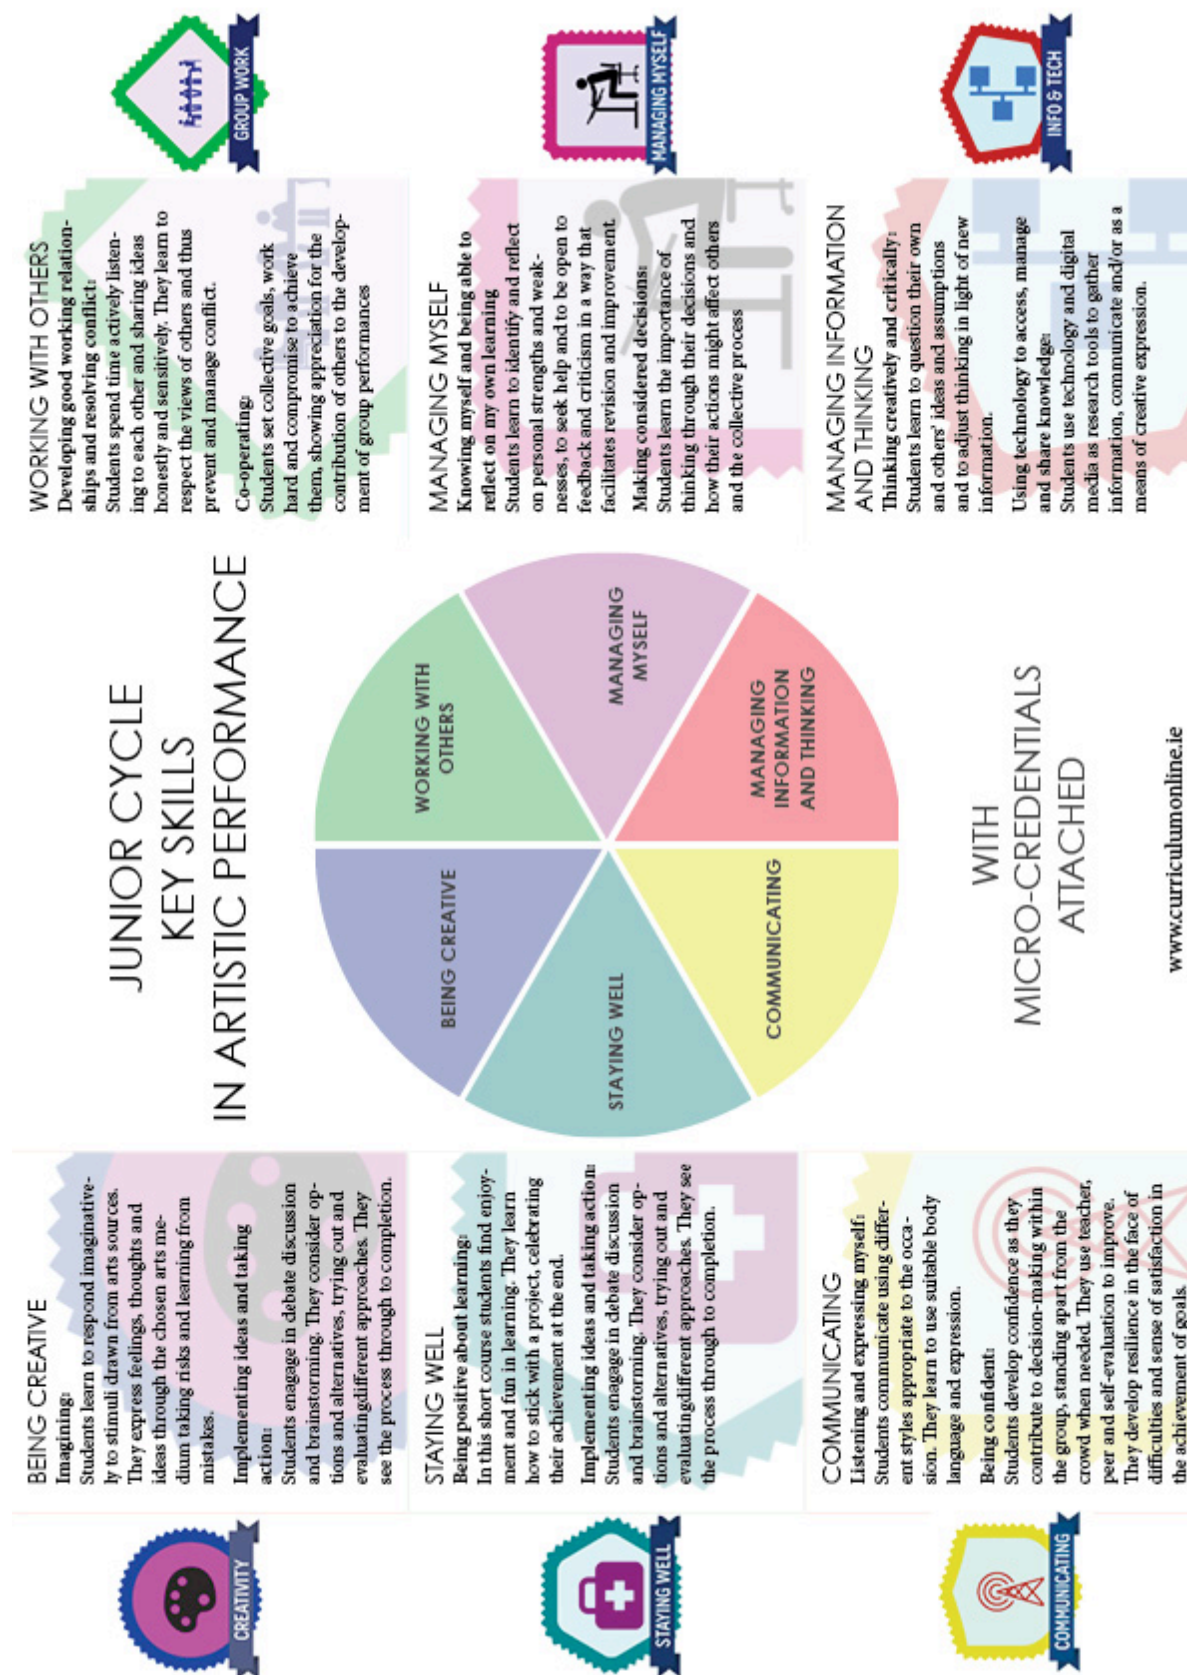 JUNIOR CYCLE
KEY SKILLS
IN ARTISTIC PERFORMANCE
BEING CREATIVE
Imagining:
Students learn to respond imaginative-
ly to stimuli drawn from arts sources.
They express feelings, thoughts and
ideas through the chosen arts me-
dium taking risks and learning from
mistakes.
Implementing ideas and taking
action:
Students enagage in debate discussion
and brainstorming. They consider op-
tions and alternatives, trying out and
evaluatingdifferent approaches. They
see the process through to completion.
CREATIVITY
STAYING WELL
Being positive about learning:
In this short course students find enjoy-
ment and fun in learning. They learn
how to stick with a project, celebrating
their achievement at the end.
Implementing ideas and taking action:
Students enagage in debate discussion
and brainstorming. They consider op-
tions and alternatives, trying out and
evaluatingdifferent approaches. They see
the process through to completion.
STAYING WELL
COMMUNICATING
Listening and expressing myself:
Students communicate using differ-
ent styles appropriate to the occa-
sion. They learn to use suitable body
language and expression.
Being confident:
Students develop confidence as they
contribute to decision-making within
the group, standing apart from the
crowd when needed. They use teacher,
peer and self-evaluation to improve.
They develop resilience in the face of
difficulties and sense of satisfaction in
the achievement of goals.
COMMUNICATING
BEING CREATIVE
WORKING WITH
OTHERS
STAYING WELL
MANAGING
MYSELF
COMMUNICATING
MANAGING
INFORMATION
AND THINKING
WITH
MICRO-CREDENTIALS
ATTACHED
www.curriculumonline.ie
WORKING WITH OTHERS
Developing good working relation-
ships and resolving conflict:
Students spend time actively listen-
ing to each other and sharing ideas
honestly and sensitively. They learn to
respect the views of others and thus
prevent and manage conflict.
Co-operating:
Students set collective goals, work
hard and compromise to achieve
them, showing appreciation for the
contribution of others to the develop-
ment of group performances
GROUP WORK
MANAGING MYSELF
Knowing myself and being able to
reflect on my own learning
Students learn to identify and reflect
on personal strengths and weak-
nesses, to seek help and to be open to
feedback and criticism in a way that
facilitates revision and improvement.
Making considered decisions:
Students learn the importance of
thinking through their decisions and
how their actions might affect others
and the collective process
MANAGING MYSELF
MANAGING INFORMATION
AND THINKING
Thinking creatively and critically:
Students learn to question their own
and others' ideas and assumptions
and to adjust thinking in light of new
information.
Using technology to access, manage
and share knowledge:
Students use technology and digital
media as research tools to gather
information, communicate and/or as a
means of creative expression.
INFO & TECH